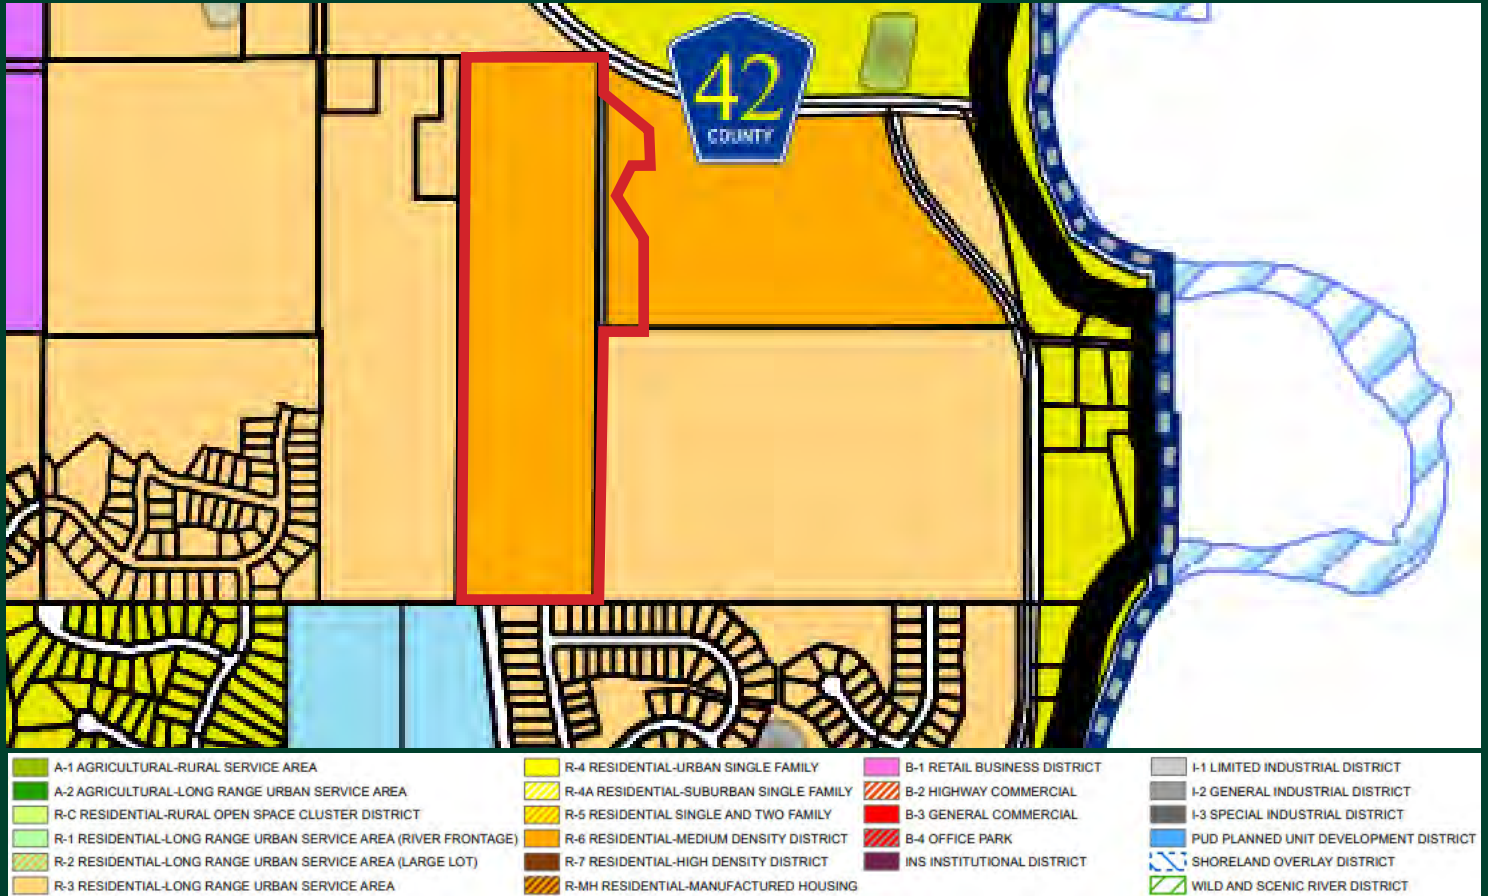 42
COUNTY
A-1 AGRICULTURAL-RURAL SERVICE AREA
A-2 AGRICULTURAL-LONG RANGE URBAN SERVICE AREA
R-C RESIDENTIAL-RURAL OPEN SPACE CLUSTER DISTRICT
R-1 RESIDENTIAL-LONG RANGE URBAN SERVICE AREA (RIVER FRONTAGE)
R-2 RESIDENTIAL-LONG RANGE URBAN SERVICE AREA (LARGE LOT)
R-3 RESIDENTIAL-LONG RANGE URBAN SERVICE AREA
R-4 RESIDENTIAL-URBAN SINGLE FAMILY
R-4A RESIDENTIAL-SUBURBAN SINGLE FAMILY
R-5 RESIDENTIAL SINGLE AND TWO FAMILY
R-6 RESIDENTIAL-MEDIUM DENSITY DISTRICT
R-7 RESIDENTIAL-HIGH DENSITY DISTRICT
R-MH RESIDENTIAL-MANUFACTURED HOUSING
B-1 RETAIL BUSINESS DISTRICT
B-2 HIGHWAY COMMERCIAL
B-3 GENERAL COMMERCIAL
B-4 OFFICE PARK
INS INSTITUTIONAL DISTRICT
I-1 LIMITED INDUSTRIAL DISTRICT
I-2 GENERAL INDUSTRIAL DISTRICT
I-3 SPECIAL INDUSTRIAL DISTRICT
PUD PLANNED UNIT DEVELOPMENT DISTRICT
SHORELAND OVERLAY DISTRICT
WILD AND SCENIC RIVER DISTRICT